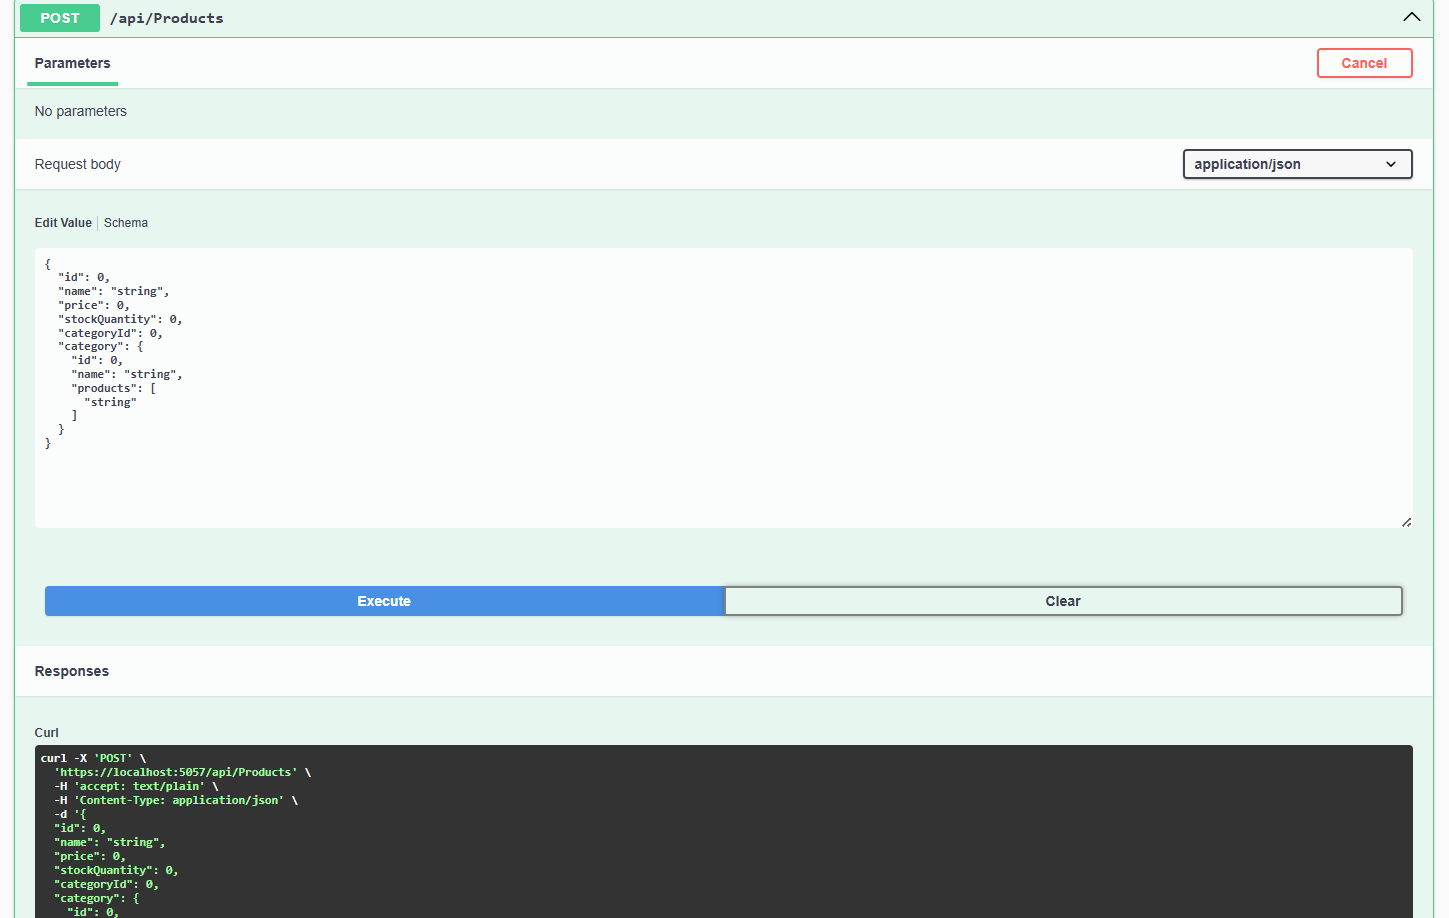 POST /api/Products
Parameters
Cancel
No parameters
Request body
application/json
Edit Value | Schema
{
  "id": 0,
  "name": "string",
  "price": 0,
  "stockQuantity": 0,
  "categoryId": 0,
  "category": {
    "id": 0,
    "name": "string",
    "products": [
      "string"
    ]
  }
}
Execute
Clear
Responses
Curl
curl -X 'POST' \
  'https://localhost:5057/api/Products' \
  -H 'accept: text/plain' \
  -H 'Content-Type: application/json' \
  -d '{
  "id": 0,
  "name": "string",
  "price": 0,
  "stockQuantity": 0,
  "categoryId": 0,
  "category": {
    "id": 0,